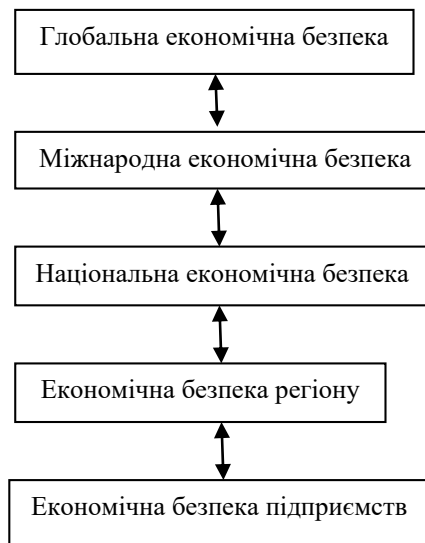 Глобальна економічна безпека
Міжнародна економічна безпека
Національна економічна безпека
Економічна безпека регіону
Економічна безпека підприємств